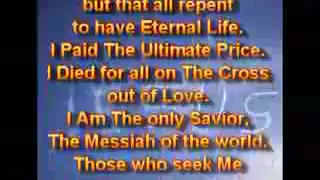 but that all repent
to have Eternal Life.
I Paid The Ultimate Price.
I Died for all on The Cross
out of Love.
I Am The only Savior.
The Messiah of the world.
Those who seek Me